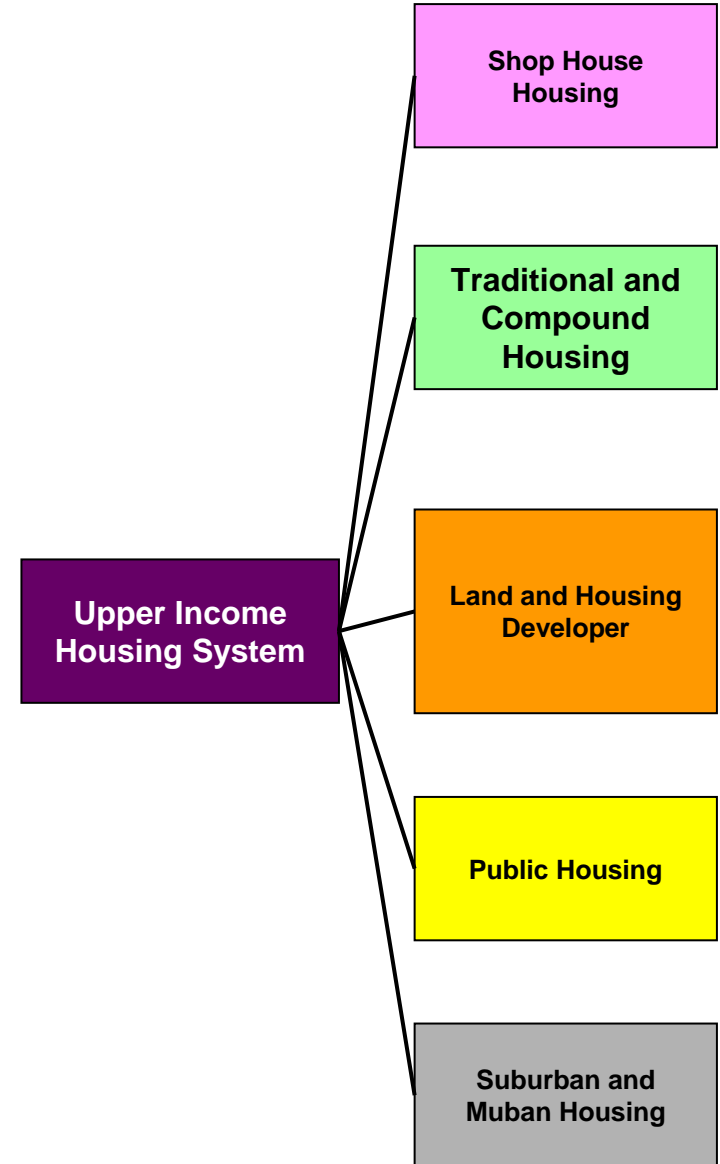 Shop House
Housing
Traditional and
Compound
Housing
Upper Income
Housing System
Land and Housing
Developer
Public Housing
Suburban and
Muban Housing